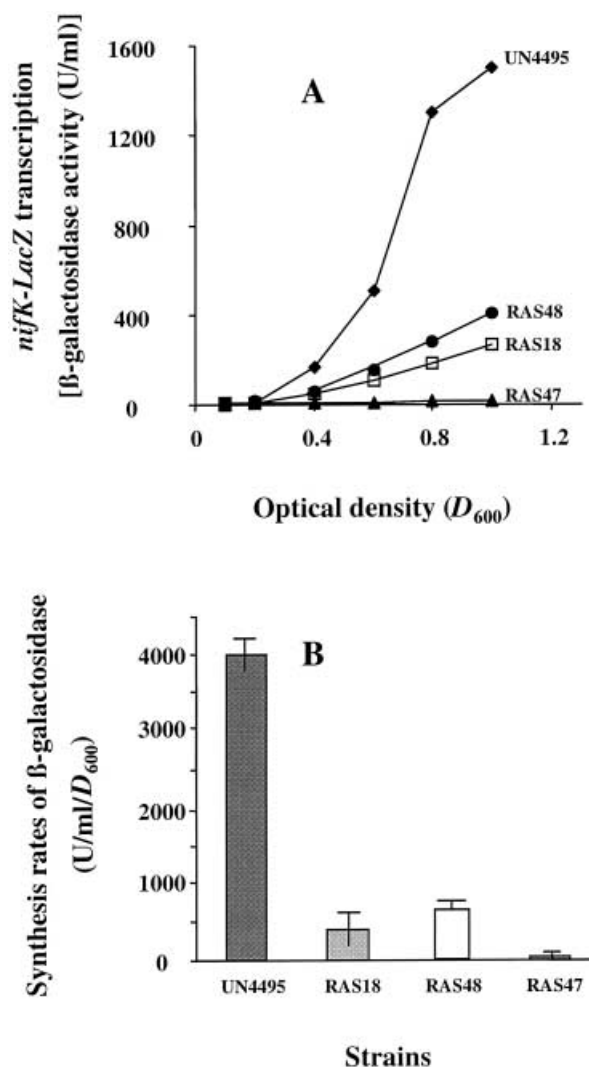 nifK-LacZ transcription
[ß-galactosidase activity (U/ml)]
1600
1200
800
400
0
A
UN4495
RAS48
RAS18
RAS47
0
0.4
0.8
1.2
Optical density (D600)
Synthesis rates of ß-galactosidase
(U/ml/D600)
4000
3000
2000
1000
0
B
UN4495
RAS18
RAS48
RAS47
Strains